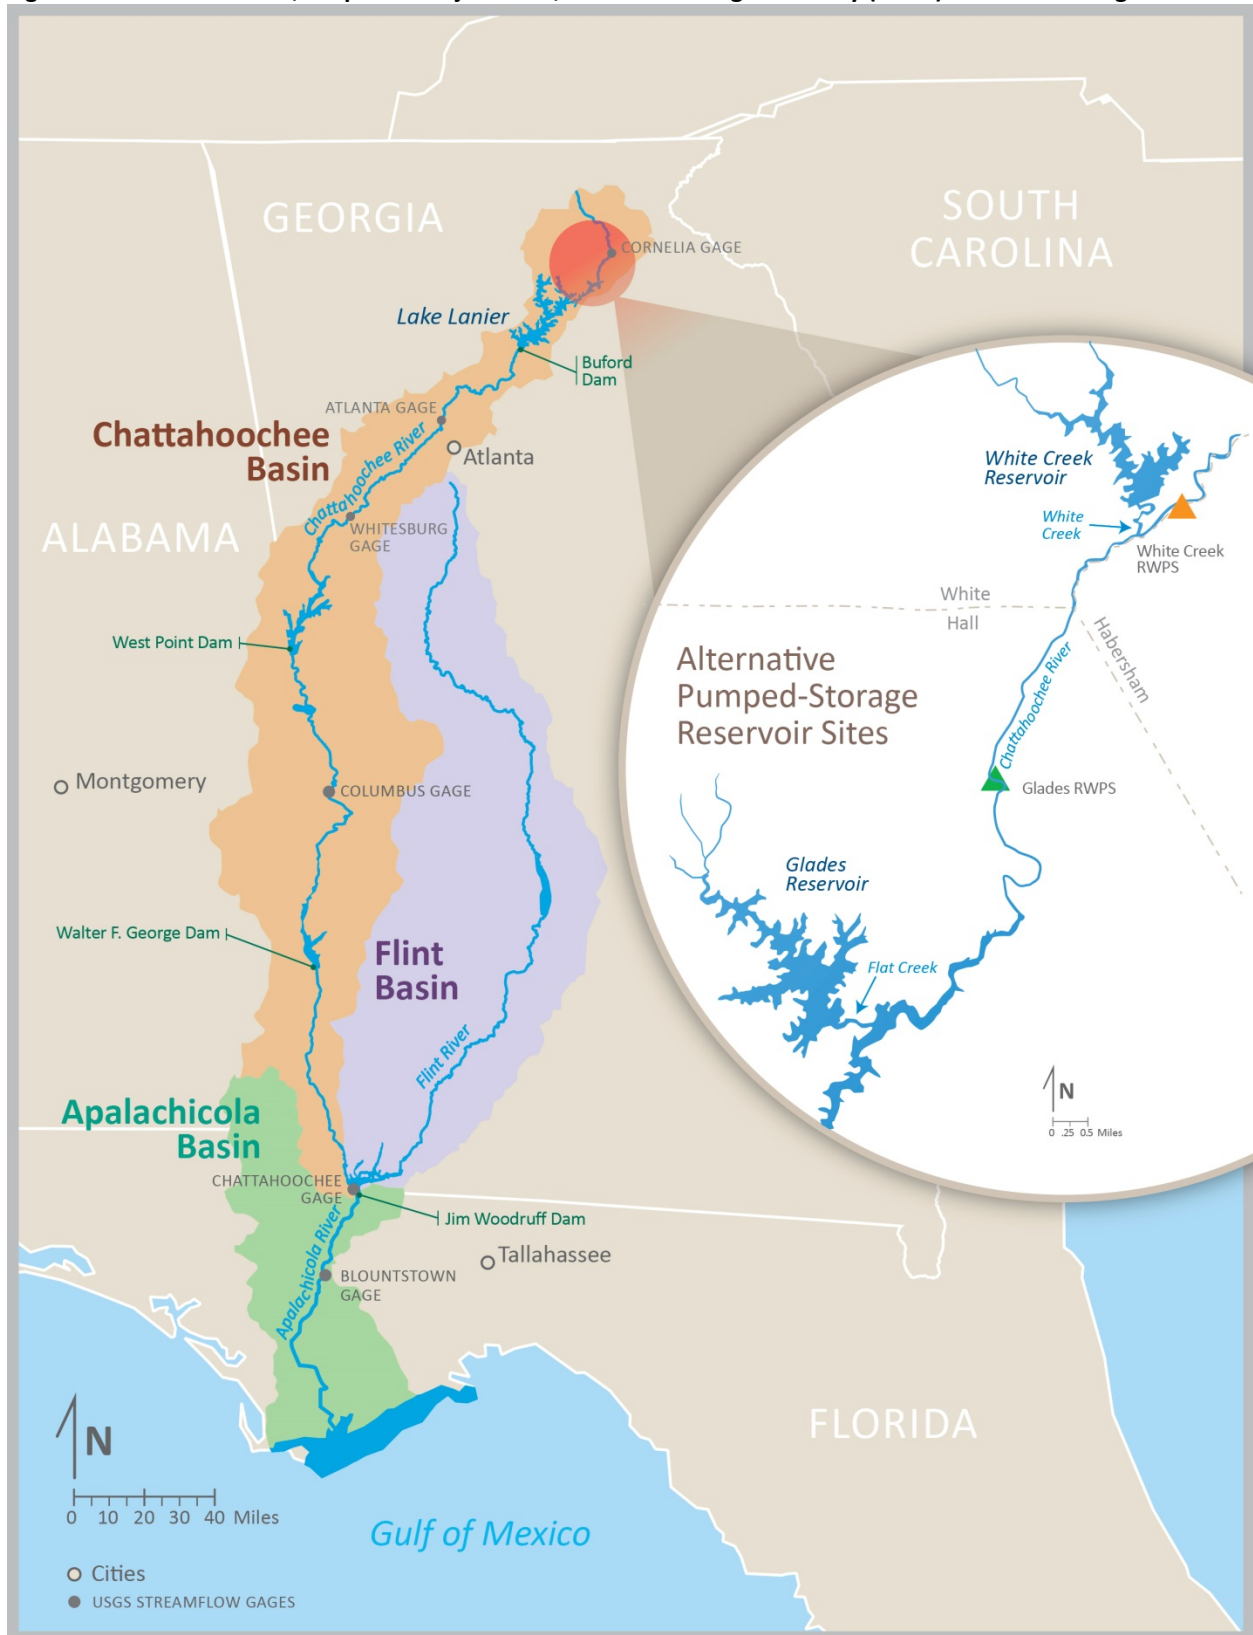 GEORGIA
SOUTH
CAROLINA
CORNELIA GAGE
Lake Lanier
Buford
Dam
ATLANTA GAGE
Chattahoochee
Basin
Chattahoochee River
Atlanta
WHITESBURG
GAGE
ALABAMA
West Point Dam
Montgomery
COLUMBUS GAGE
Walter F. George Dam
Flint
Basin
Flint River
Apalachicola
Basin
CHATTAHOOCHEE
GAGE
Jim Woodruff Dam
Apalachicola River
Tallahassee
BLOUNTSTOWN
GAGE
FLORIDA
Gulf of Mexico
White Creek
Reservoir
White
Creek
White Creek
RWPS
White
Hall
Habersham
Alternative
Pumped-Storage
Reservoir Sites
Chattahoochee River
Glades RWPS
Glades
Reservoir
Flat Creek
N
0 .25 0.5 Miles
N
0 10 20 30 40 Miles
Cities
USGS STREAMFLOW GAGES